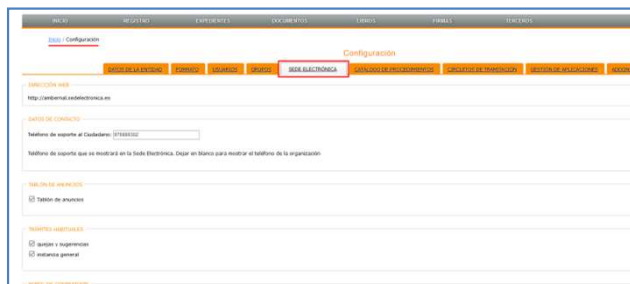 INICIO REGISTRO EXPEDIENTES DOCUMENTOS LIBROS FIRMAS TERCEROS
Inicio / Configuración
Configuración
DATOS DE LA ENTIDAD FORMATO USUARIOS GRUPOS SEDE ELECTRÓNICA CATÁLOGO DE PROCEDIMIENTOS CIRCUITOS DE TRAMITACIÓN GESTIÓN DE APLICACIONES
DIRECCIÓN WEB
http://ambernal.sedelectronica.es
DATOS DE CONTACTO
Teléfono de soporte al Ciudadano:
Teléfono de soporte que se mostrará en la Sede Electrónica. Dejar en blanco para mostrar el teléfono de la organización
TABLÓN DE ANUNCIOS
Tablón de anuncios
TRÁMITES HABITUALES
quejas y sugerencias
instancia general